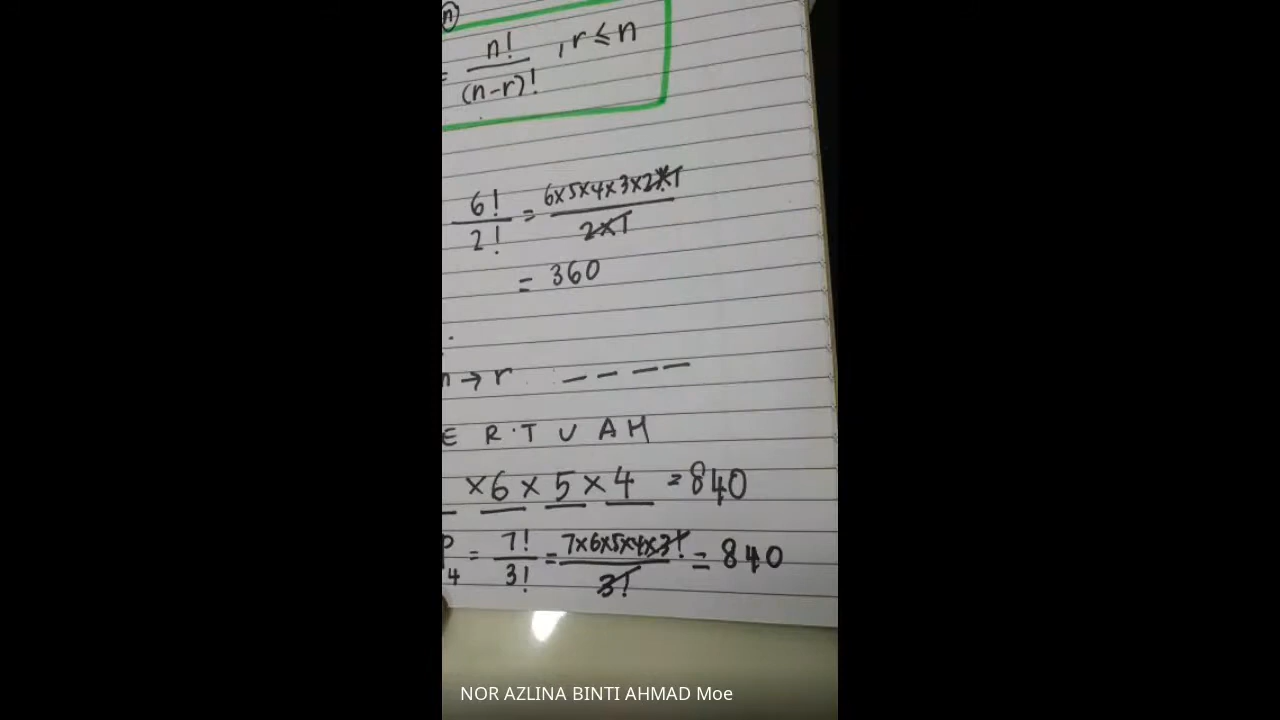 n
= n! / (n-r)! , r ≤ n
6! / 2! = 6×5×4×3×2×1 / 2×1
= 360
n → r _ _ _ _
E R . T U A H
× 6 × 5 × 4 = 840
P4 = 7! / 3! = 7×6×5×4×3! / 3! = 840
NOR AZLINA BINTI AHMAD Moe